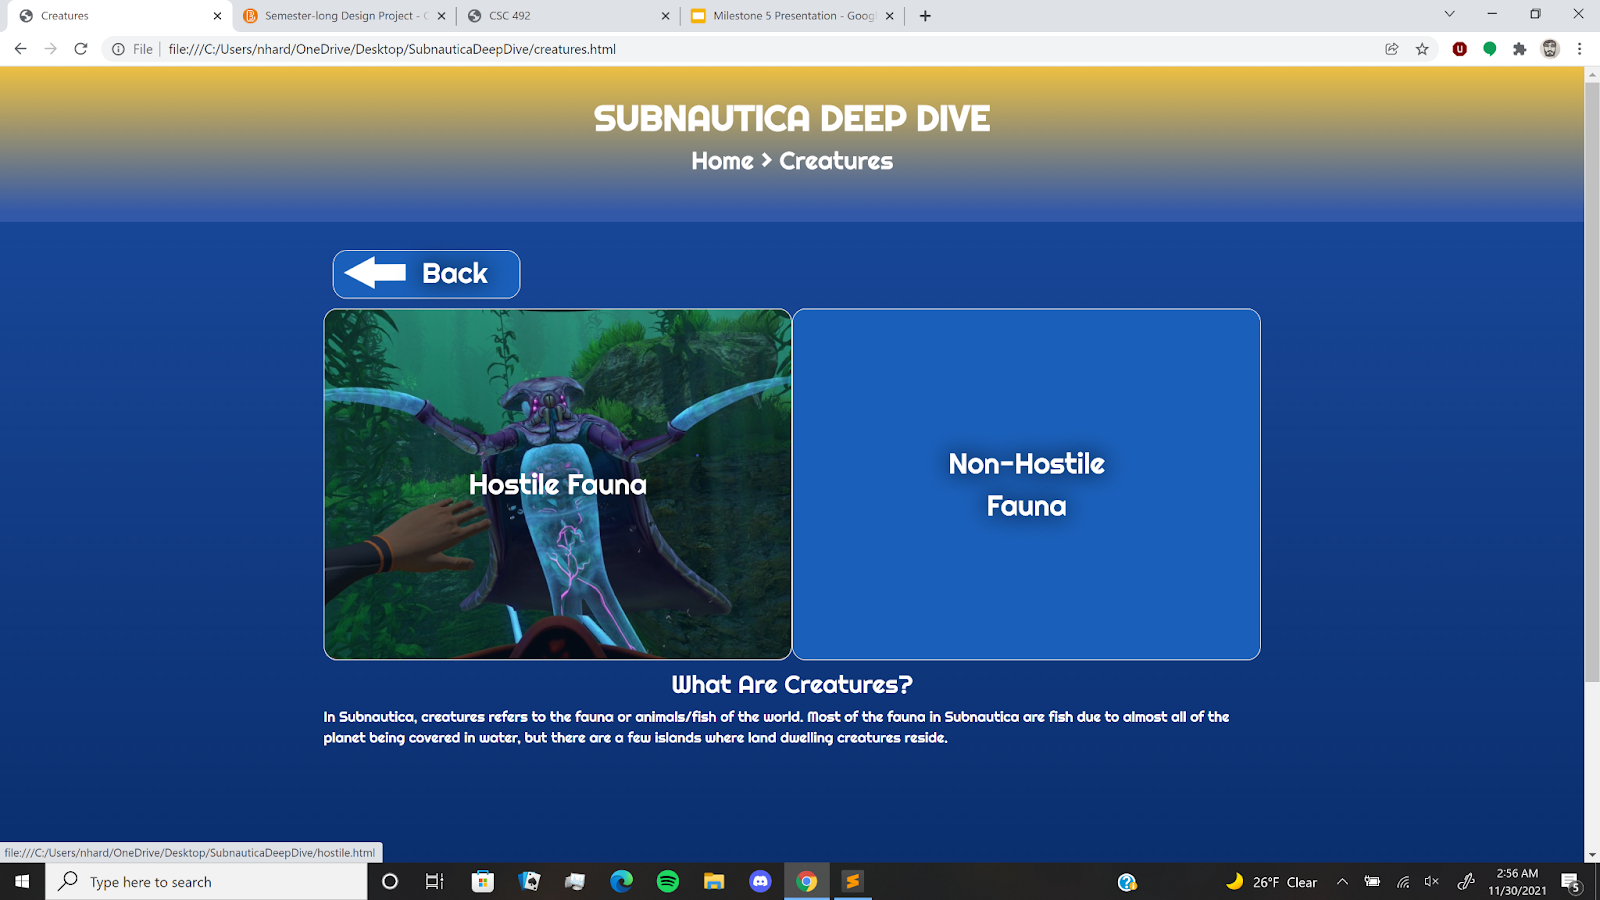 Creatures
Semester-long Design Project - C
CSC 492
Milestone 5 Presentation - Googl
File
file:///C:/Users/nhard/OneDrive/Desktop/SubnauticaDeepDive/creatures.html
SUBNAUTICA DEEP DIVE
Home > Creatures
Back
Hostile Fauna
Non-Hostile
Fauna
What Are Creatures?
In Subnautica, creatures refers to the fauna or animals/fish of the world. Most of the fauna in Subnautica are fish due to almost all of the
planet being covered in water, but there are a few islands where land dwelling creatures reside.
file:///C:/Users/nhard/OneDrive/Desktop/SubnauticaDeepDive/hostile.html
Type here to search
26°F Clear
2:56 AM
11/30/2021
5